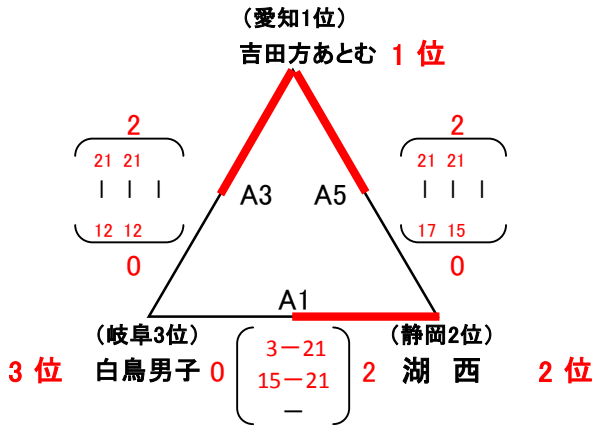 （愛知1位）
吉田方あとむ 1 位
2 2
21 21 21 21
A3 A5
12 12 17 15
0 0
A1
（岐阜3位） （静岡2位）
3 位 白鳥男子 0 3－21 2 湖 西 2 位
15－21
－